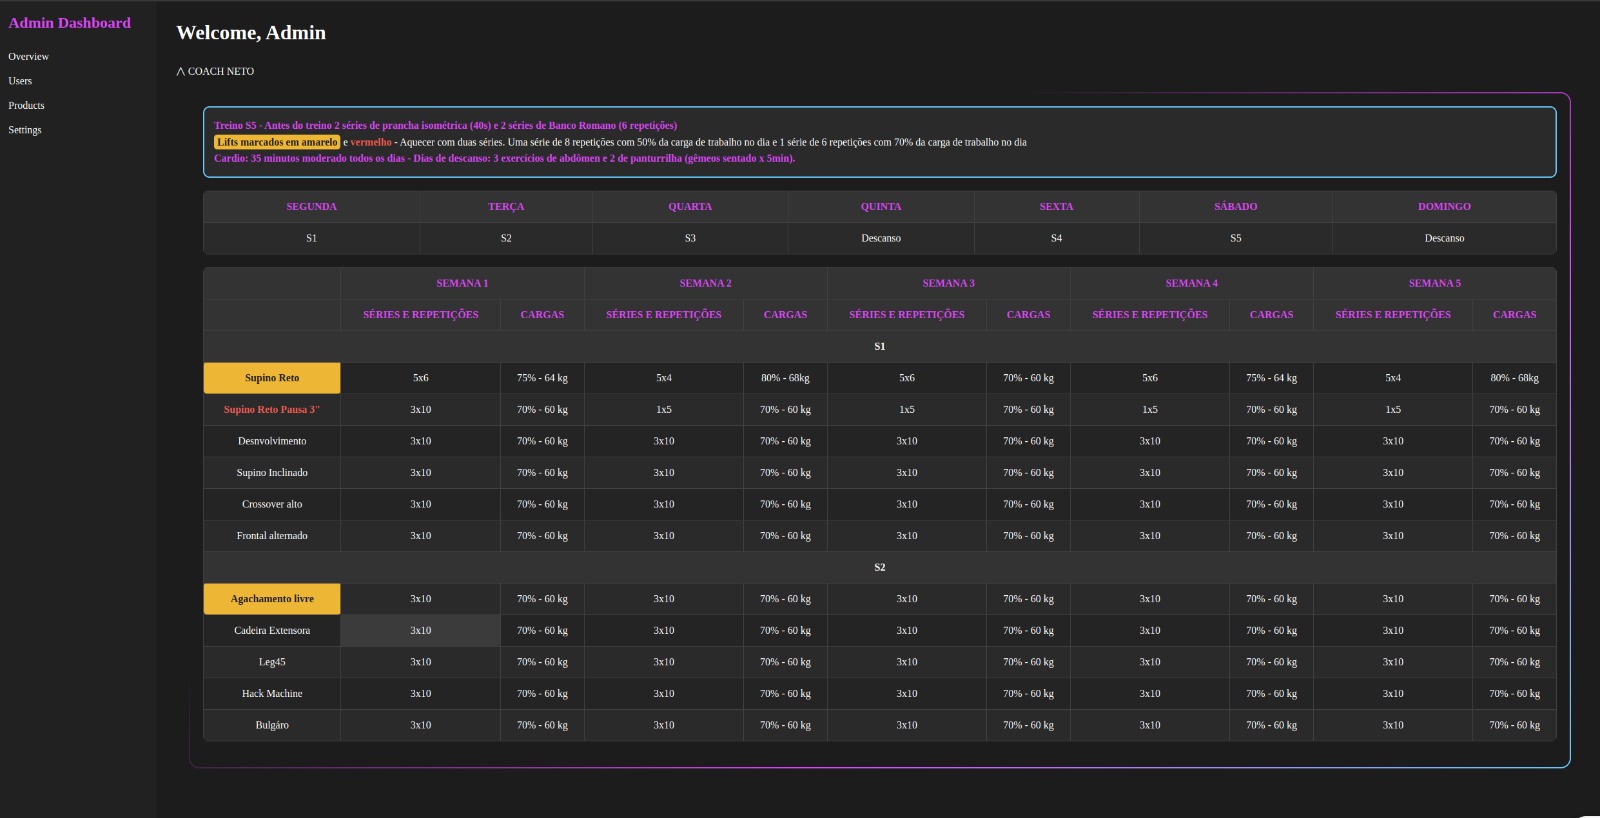 Admin Dashboard
Overview
Users
Products
Settings
Welcome, Admin
⋀ COACH NETO
Treino S5 - Antes do treino 2 séries de prancha isométrica (40s) e 2 séries de Banco Romano (6 repetições)
Lifts marcados em amarelo e vermelho - Aquecer com duas séries. Uma série de 8 repetições com 50% da carga de trabalho no dia e 1 série de 6 repetições com 70% da carga de trabalho no dia
Cardio: 35 minutos moderado todos os dias - Dias de descanso: 3 exercícios de abdômen e 2 de panturrilha (gêmeos sentado x 5min).
SEGUNDA TERÇA QUARTA QUINTA SEXTA SÁBADO DOMINGO
S1 S2 S3 Descanso S4 S5 Descanso
SEMANA 1 SEMANA 2 SEMANA 3 SEMANA 4 SEMANA 5
SÉRIES E REPETIÇÕES CARGAS SÉRIES E REPETIÇÕES CARGAS SÉRIES E REPETIÇÕES CARGAS SÉRIES E REPETIÇÕES CARGAS SÉRIES E REPETIÇÕES CARGAS
S1
Supino Reto 5x6 75% - 64 kg 5x4 80% - 68kg 5x6 70% - 60 kg 5x6 75% - 64 kg 5x4 80% - 68kg
Supino Reto Pausa 3" 3x10 70% - 60 kg 1x5 70% - 60 kg 1x5 70% - 60 kg 1x5 70% - 60 kg 1x5 70% - 60 kg
Desnvolvimento 3x10 70% - 60 kg 3x10 70% - 60 kg 3x10 70% - 60 kg 3x10 70% - 60 kg 3x10 70% - 60 kg
Supino Inclinado 3x10 70% - 60 kg 3x10 70% - 60 kg 3x10 70% - 60 kg 3x10 70% - 60 kg 3x10 70% - 60 kg
Crossover alto 3x10 70% - 60 kg 3x10 70% - 60 kg 3x10 70% - 60 kg 3x10 70% - 60 kg 3x10 70% - 60 kg
Frontal alternado 3x10 70% - 60 kg 3x10 70% - 60 kg 3x10 70% - 60 kg 3x10 70% - 60 kg 3x10 70% - 60 kg
S2
Agachamento livre 3x10 70% - 60 kg 3x10 70% - 60 kg 3x10 70% - 60 kg 3x10 70% - 60 kg 3x10 70% - 60 kg
Cadeira Extensora 3x10 70% - 60 kg 3x10 70% - 60 kg 3x10 70% - 60 kg 3x10 70% - 60 kg 3x10 70% - 60 kg
Leg45 3x10 70% - 60 kg 3x10 70% - 60 kg 3x10 70% - 60 kg 3x10 70% - 60 kg 3x10 70% - 60 kg
Hack Machine 3x10 70% - 60 kg 3x10 70% - 60 kg 3x10 70% - 60 kg 3x10 70% - 60 kg 3x10 70% - 60 kg
Bulgáro 3x10 70% - 60 kg 3x10 70% - 60 kg 3x10 70% - 60 kg 3x10 70% - 60 kg 3x10 70% - 60 kg